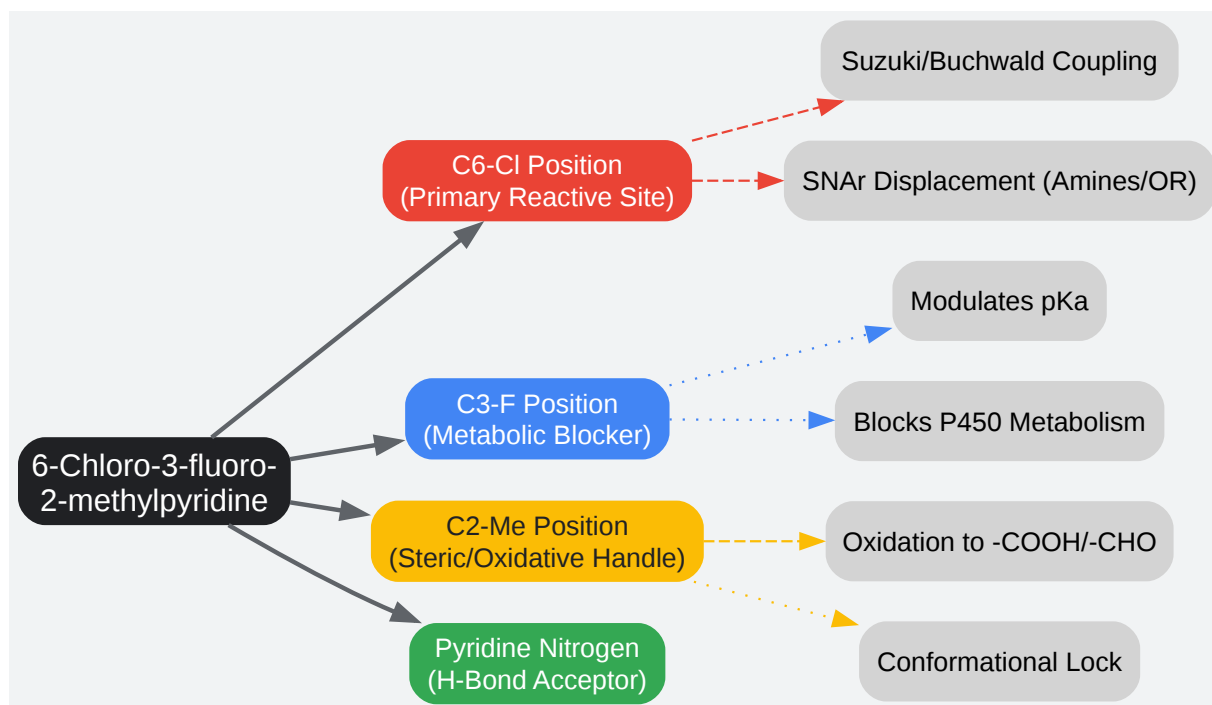 Suzuki/Buchwald Coupling
C6-Cl Position
(Primary Reactive Site)
SNAr Displacement (Amines/OR)
Modulates pKa
C3-F Position
(Metabolic Blocker)
Blocks P450 Metabolism
6-Chloro-3-fluoro-
2-methylpyridine
C2-Me Position
(Steric/Oxidative Handle)
Oxidation to -COOH/-CHO
Pyridine Nitrogen
(H-Bond Acceptor)
Conformational Lock